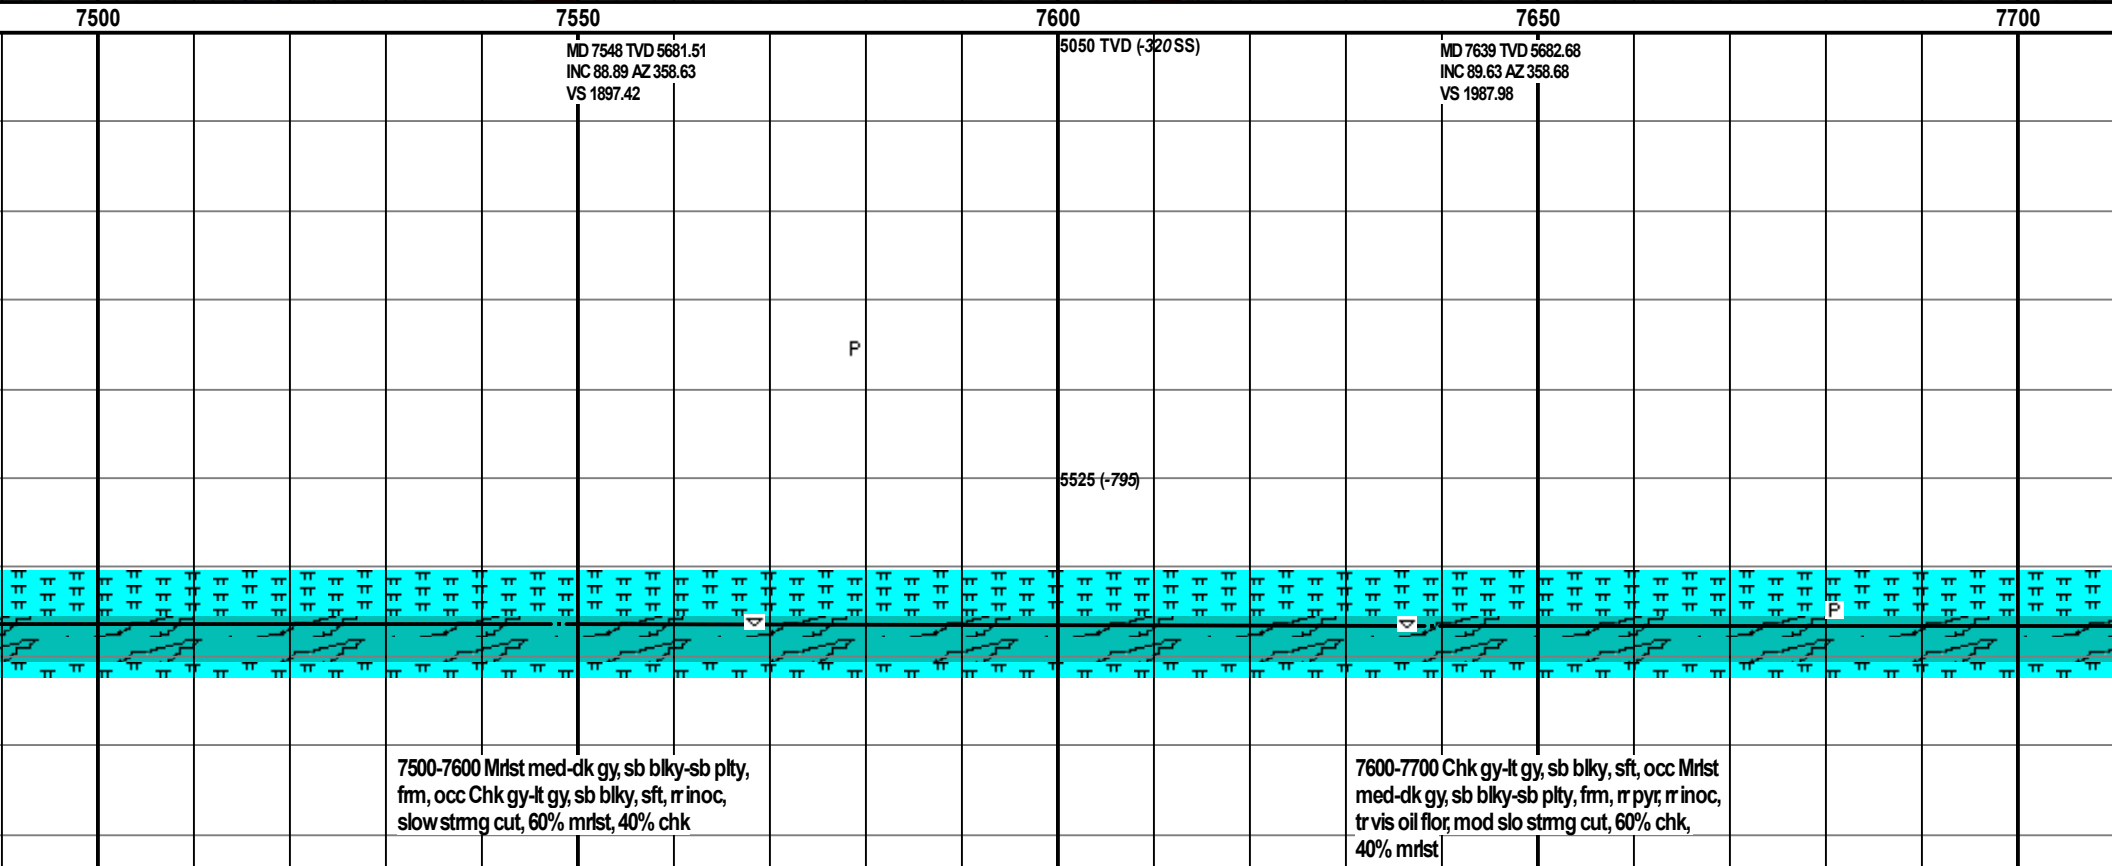 7500 7550 7600 7650 7700
MD 7548 TVD 5681.51
INC 88.89 AZ 358.63
VS 1897.42
5050 TVD (-320 SS)
MD 7639 TVD 5682.68
INC 89.63 AZ 358.68
VS 1987.98
P
5525 (-795)
P
7500-7600 Mrlst med-dk gy, sb blky-sb plty,
frm, occ Chk gy-lt gy, sb blky, sft, rr inoc,
slow strmg cut, 60% mrlst, 40% chk
7600-7700 Chk gy-lt gy, sb blky, sft, occ Mrlst
med-dk gy, sb blky-sb plty, frm, rr pyr, rr inoc,
tr vis oil flor, mod slo strmg cut, 60% chk,
40% mrlst